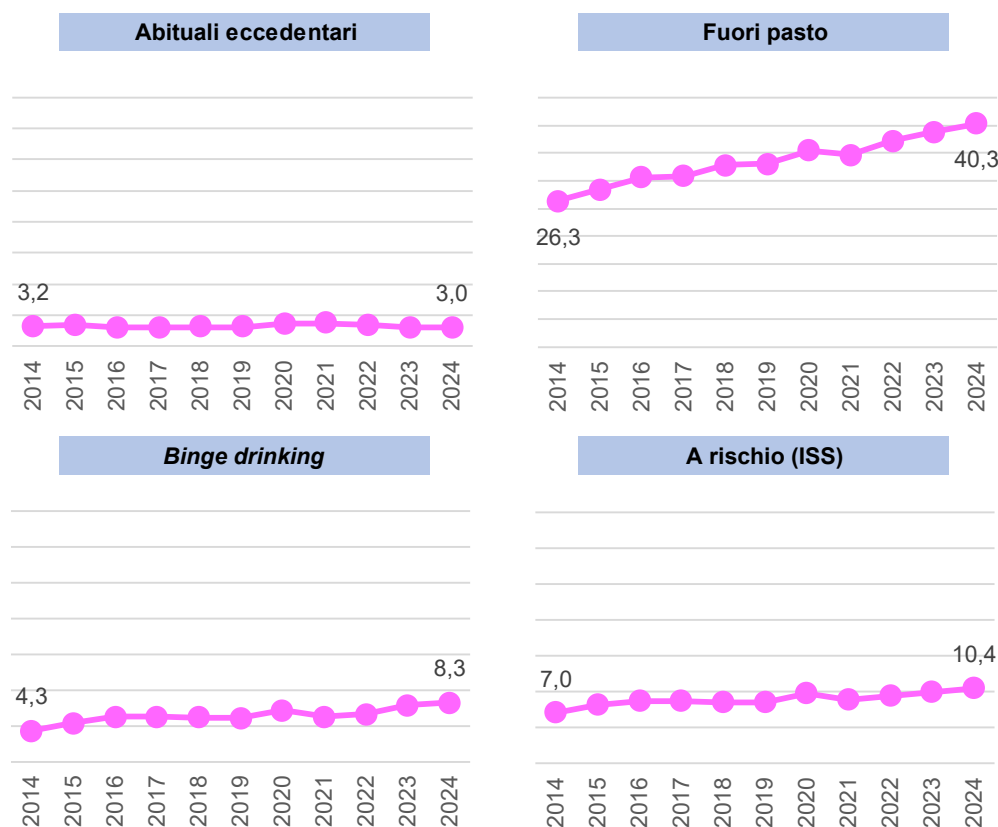 Abituali eccedentari
3,2
3,0
2014 2015 2016 2017 2018 2019 2020 2021 2022 2023 2024
Fuori pasto
26,3
40,3
2014 2015 2016 2017 2018 2019 2020 2021 2022 2023 2024
Binge drinking
4,3
8,3
2014 2015 2016 2017 2018 2019 2020 2021 2022 2023 2024
A rischio (ISS)
7,0
10,4
2014 2015 2016 2017 2018 2019 2020 2021 2022 2023 2024